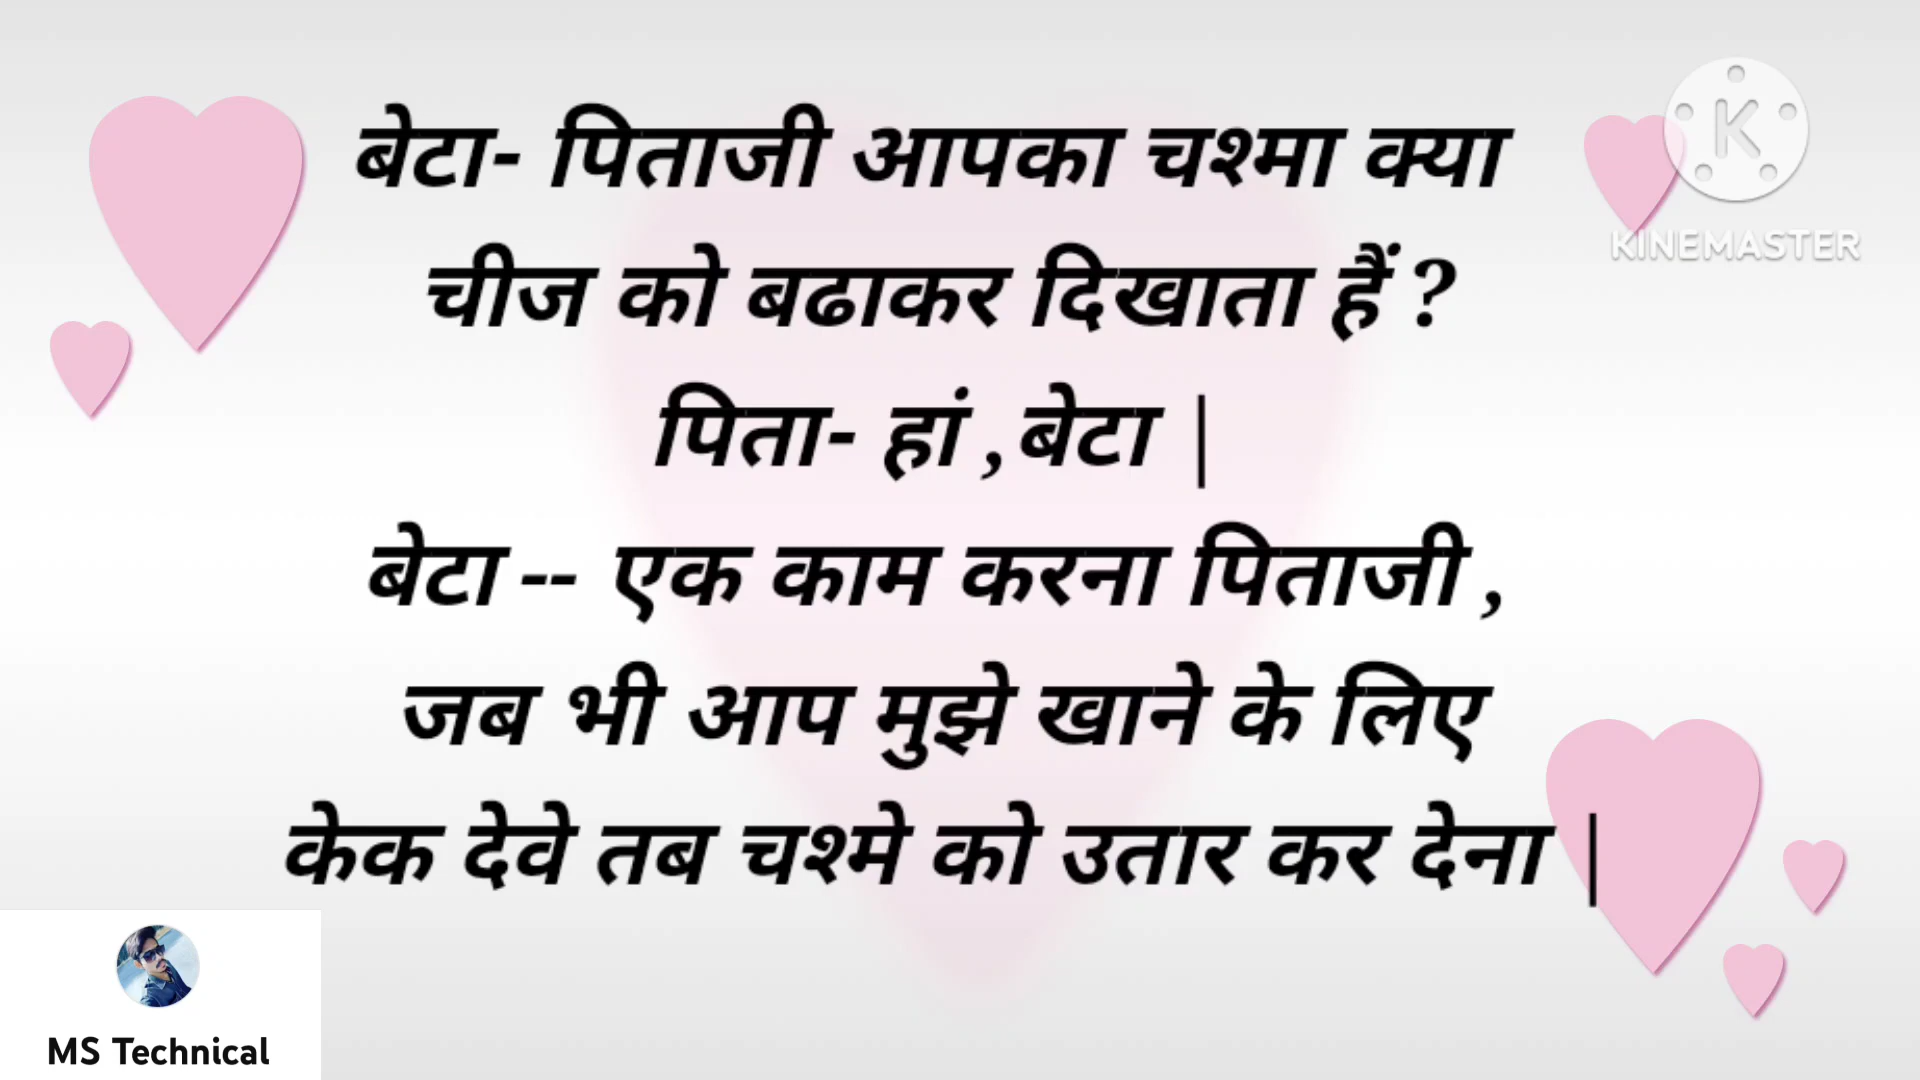 बेटा- पिताजी आपका चश्मा क्या
चीज को बढाकर दिखाता हैं ?
पिता- हां ,बेटा |
बेटा -- एक काम करना पिताजी ,
जब भी आप मुझे खाने के लिए
केक देवे तब चश्मे को उतार कर देना |
K
KINEMASTER
MS Technical